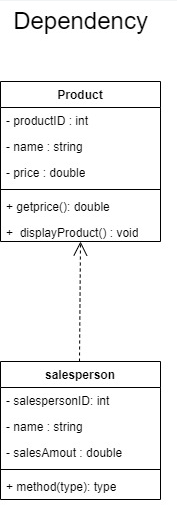 Dependency
Product
- productID : int
- name : string
- price : double
+ getprice(): double
+ displayProduct() : void
salesperson
- salespersonID: int
- name : string
- salesAmout : double
+ method(type): type